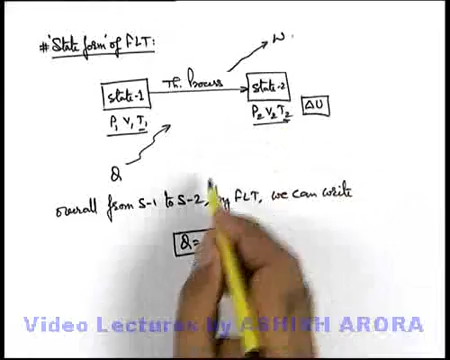 # 'State form' of FLT:
W.
Th. Process
State-1
State-2
P₁ V₁ T₁
P₂ V₂ T₂
ΔU
Q
overall from S-1 to S-2, by FLT, we can write
Q=
Video Lectures by ASHISH ARORA